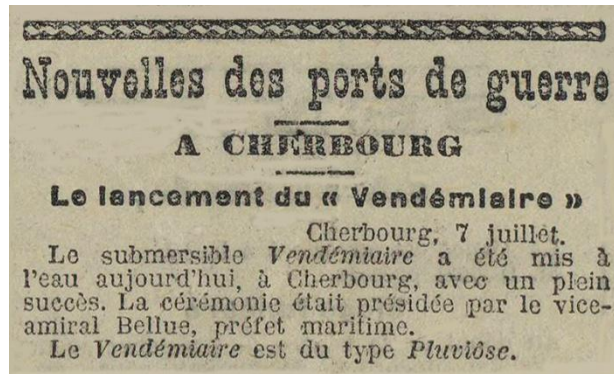 Nouvelles des ports de guerre
A CHERBOURG
Le lancement du « Vendémiaire »
Cherbourg, 7 juillet.
Le submersible Vendémiaire a été mis à
l'eau aujourd'hui, à Cherbourg, avec un plein
succès. La cérémonie était présidée par le vice-
amiral Bellue, préfet maritime.
Le Vendémiaire est du type Pluviôse.